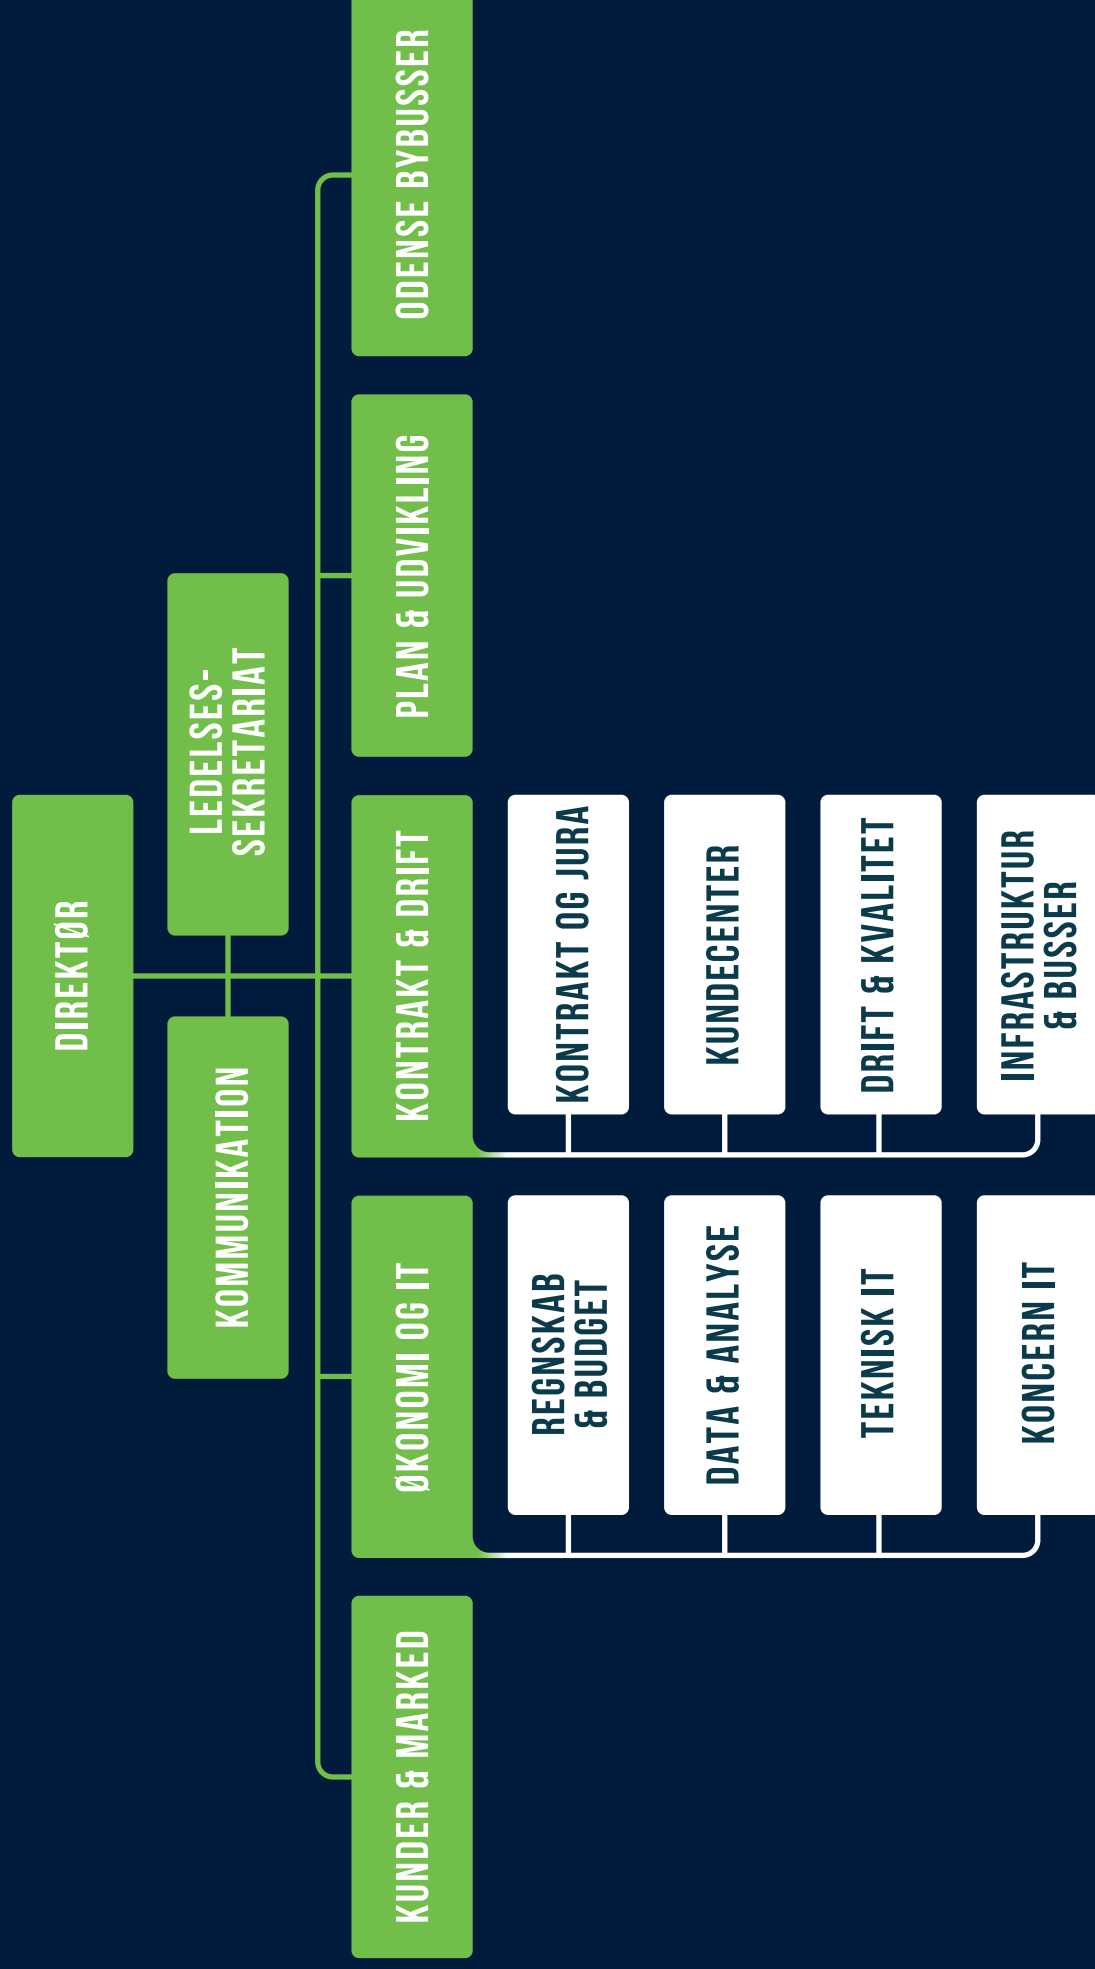 DIREKTØR
KOMMUNIKATION
LEDELSES-
SEKRETARIAT
KUNDER & MARKED
ØKONOMI OG IT
KONTRAKT & DRIFT
PLAN & UDVIKLING
ODENSE BYBUSSER
REGNSKAB
& BUDGET
DATA & ANALYSE
TEKNISK IT
KONCERN IT
KONTRAKT OG JURA
KUNDECENTER
DRIFT & KVALITET
INFRASTRUKTUR
& BUSSER